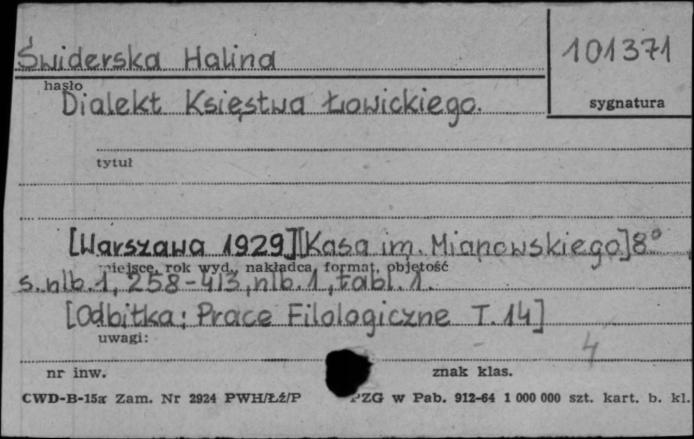 Świderska Halina
101371
hasło
sygnatura
Dialekt Księstwa Łowickiego.
tytuł
[Warszawa 1929][Kasa im. Mianowskiego] 8°
miejsce, rok wyd., nakładca, format, objętość
s. nlb. 1, 258-413, nlb. 1, tabl. 1.
[Odbitka: Prace Filologiczne T. 14]
uwagi:
4
nr inw.
znak klas.
CWD-B-15a Zam. Nr 2924 PWH/Łź/P
PZG w Pab. 912-64 1 000 000 szt. kart. b. kl.